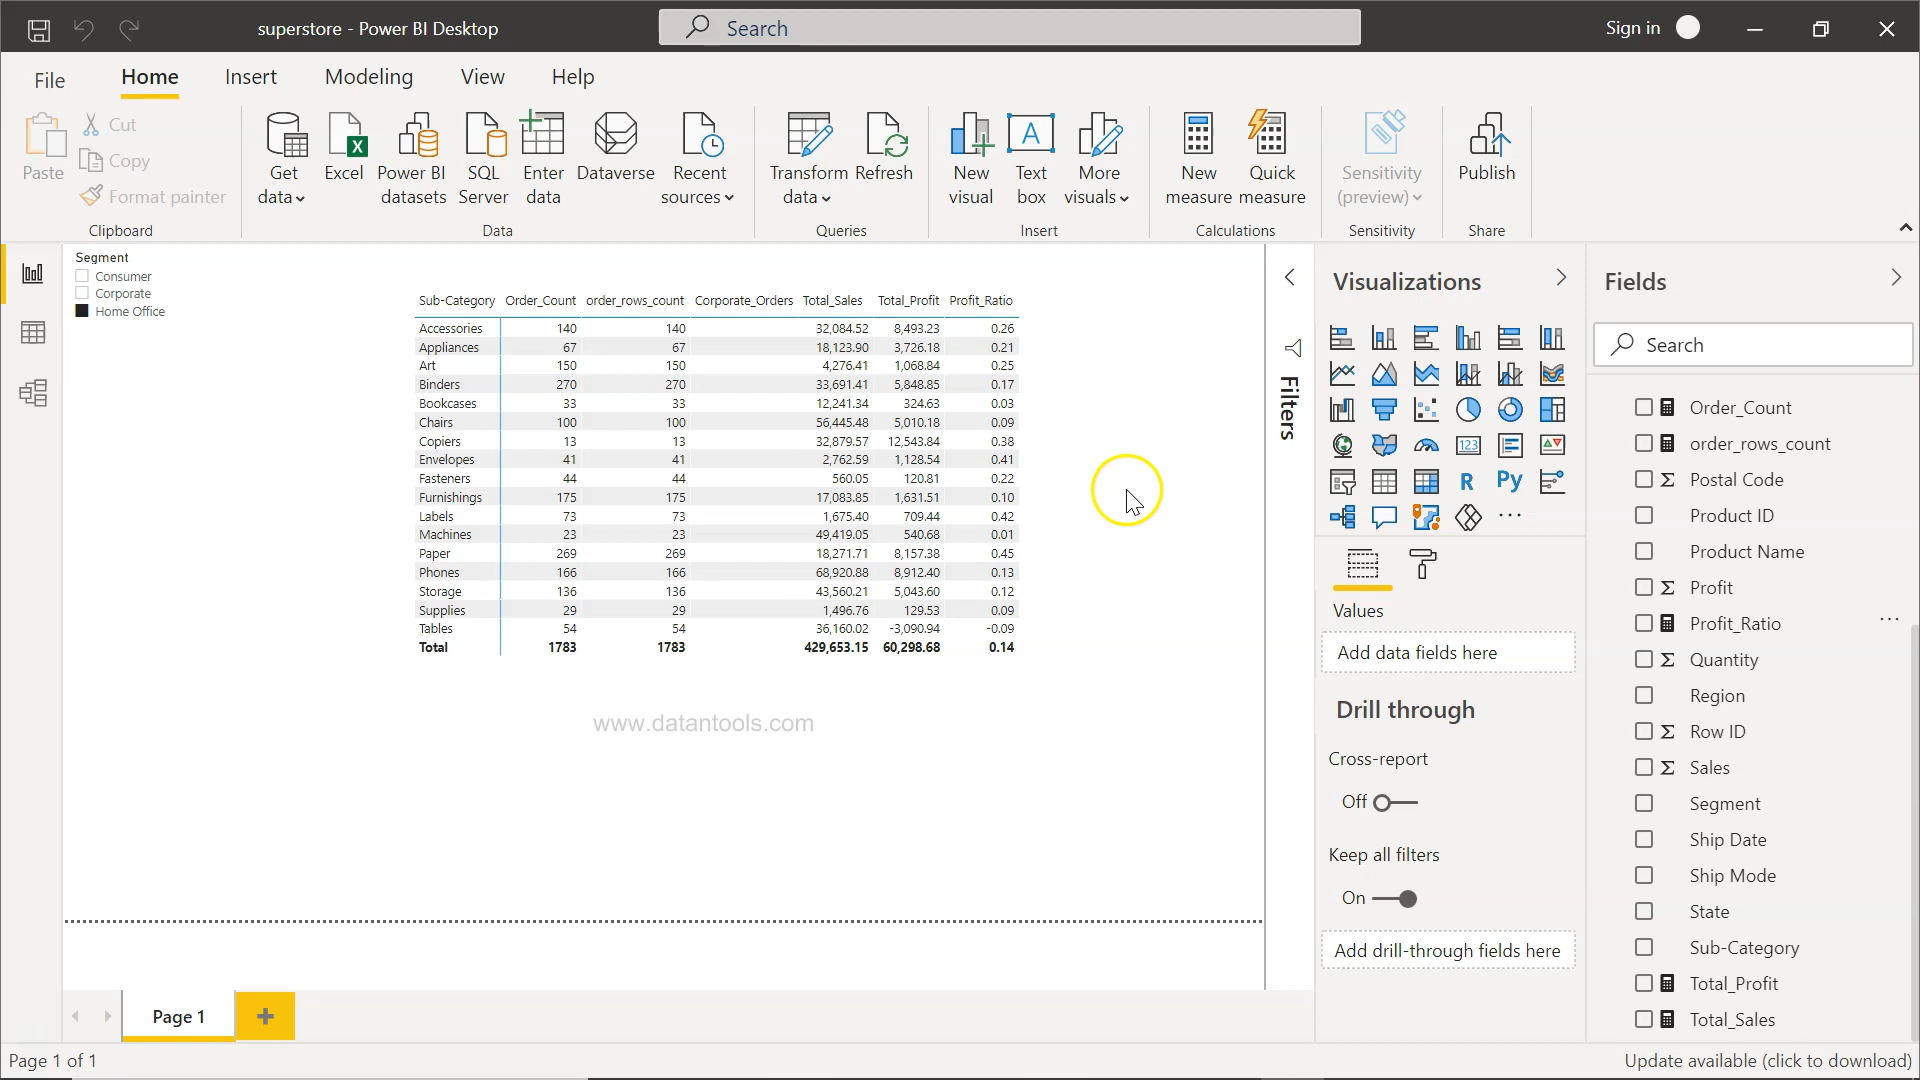 superstore - Power BI Desktop
Search
Sign in
File Home Insert Modeling View Help
Paste
Cut
Copy
Format painter
Clipboard
Get data
Excel
Power BI datasets
SQL Server
Enter data
Dataverse
Recent sources
Data
Transform data
Refresh
Queries
New visual
Text box
More visuals
Insert
New measure
Quick measure
Calculations
Sensitivity (preview)
Sensitivity
Publish
Share
Segment
Consumer
Corporate
Home Office
Sub-Category Order_Count order_rows_count Corporate_Orders Total_Sales Total_Profit Profit_Ratio
Accessories 140 140 32,084.52 8,493.23 0.26
Appliances 67 67 18,123.90 3,726.18 0.21
Art 150 150 4,276.41 1,068.84 0.25
Binders 270 270 33,691.41 5,848.85 0.17
Bookcases 33 33 12,241.34 324.63 0.03
Chairs 100 100 56,445.48 5,010.18 0.09
Copiers 13 13 32,879.57 12,543.84 0.38
Envelopes 41 41 2,762.59 1,128.54 0.41
Fasteners 44 44 560.05 120.81 0.22
Furnishings 175 175 17,083.85 1,631.51 0.10
Labels 73 73 1,675.40 709.44 0.42
Machines 23 23 49,419.05 540.68 0.01
Paper 269 269 18,271.71 8,157.38 0.45
Phones 166 166 68,920.88 8,912.40 0.13
Storage 136 136 43,560.21 5,043.60 0.12
Supplies 29 29 1,496.76 129.53 0.09
Tables 54 54 36,160.02 -3,090.94 -0.09
Total 1783 1783 429,653.15 60,298.68 0.14
www.datantools.com
Filters
Visualizations
123
R
Py
Values
Add data fields here
Drill through
Cross-report
Off
Keep all filters
On
Add drill-through fields here
Fields
Search
Order_Count
order_rows_count
Postal Code
Product ID
Product Name
Profit
Profit_Ratio
Quantity
Region
Row ID
Sales
Segment
Ship Date
Ship Mode
State
Sub-Category
Total_Profit
Total_Sales
Page 1
Page 1 of 1
Update available (click to download)